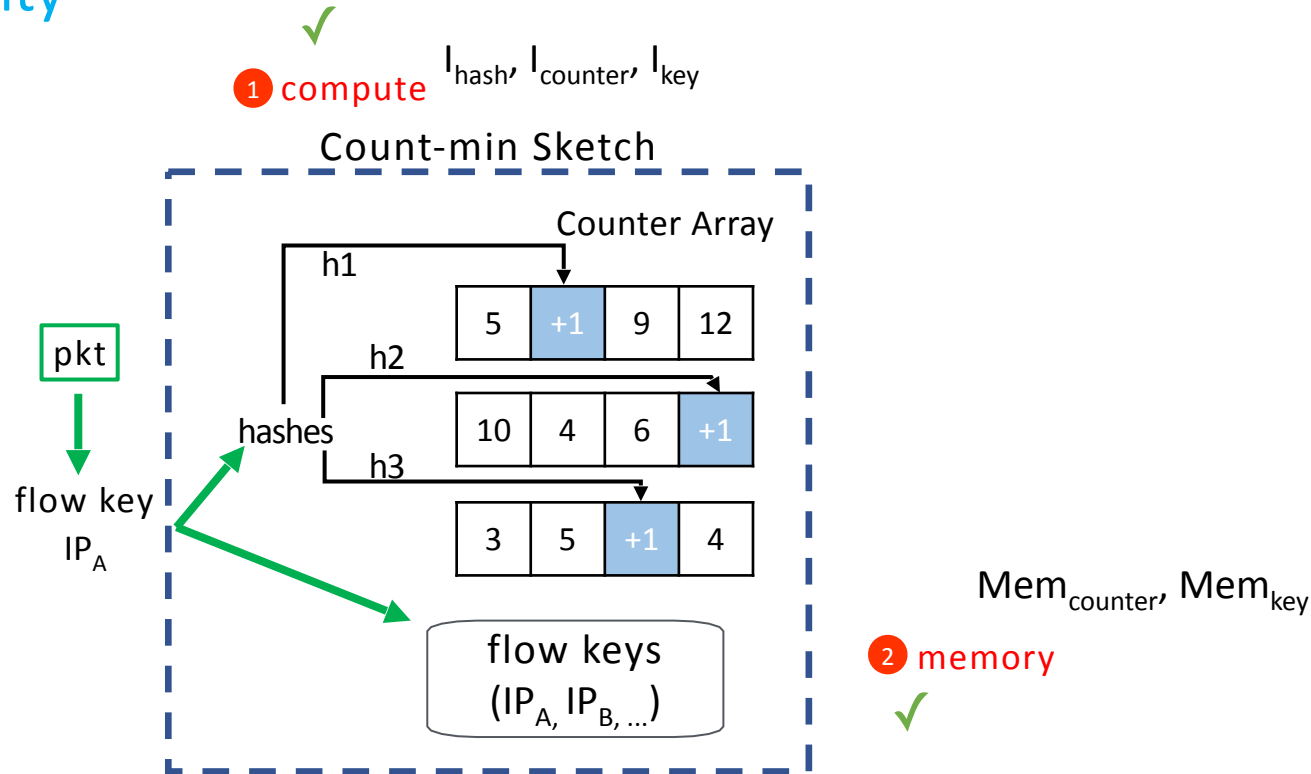 1 compute I_hash, I_counter, I_key
Count-min Sketch
Counter Array
h1
5 +1 9 12
pkt
h2
hashes
10 4 6 +1
h3
flow key
IP_A
3 5 +1 4
Mem_counter, Mem_key
flow keys
(IP_A, IP_B, ...)
2 memory